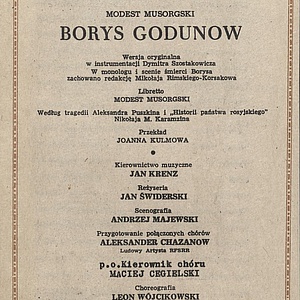 MODEST MUSORGSKI
BORYS GODUNOW
Wersja oryginalna
w instrumentacji Dymitra Szostakowicza
W monologu i scenie śmierci Borysa
zachowano redakcję Mikołaja Rimskiego-Korsakowa
Libretto
MODEST MUSORGSKI
Według tragedii Aleksandra Puszkina i „Historii państwa rosyjskiego"
Nikołaja M. Karamzina
Przekład
JOANNA KULMOWA
Kierownictwo muzyczne
JAN KRENZ
Reżyseria
JAN ŚWIDERSKI
Scenografia
ANDRZEJ MAJEWSKI
Przygotowanie połączonych chórów
ALEKSANDER CHAZANOW
Ludowy Artysta RFSRR
p.o.Kierownik chóru
MACIEJ CEGIELSKI
Choreografia
LEON WÓJCIKOWSKI